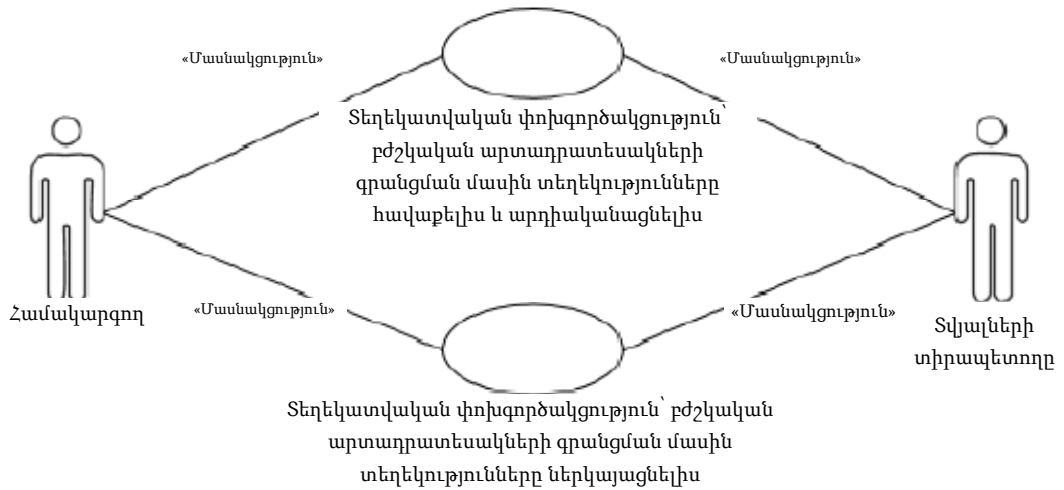 «Մասնակցություն»
«Մասնակցություն»
Տեղեկատվական փոխգործակցություն՝
բժշկական արտադրատեսակների
գրանցման մասին տեղեկությունները
հավաքելիս և արդիականացնելիս
Համակարգող
«Մասնակցություն»
«Մասնակցություն»
Տվյալների
տիրապետողը
Տեղեկատվական փոխգործակցություն՝ բժշկական
արտադրատեսակների գրանցման մասին
տեղեկությունները ներկայացնելիս